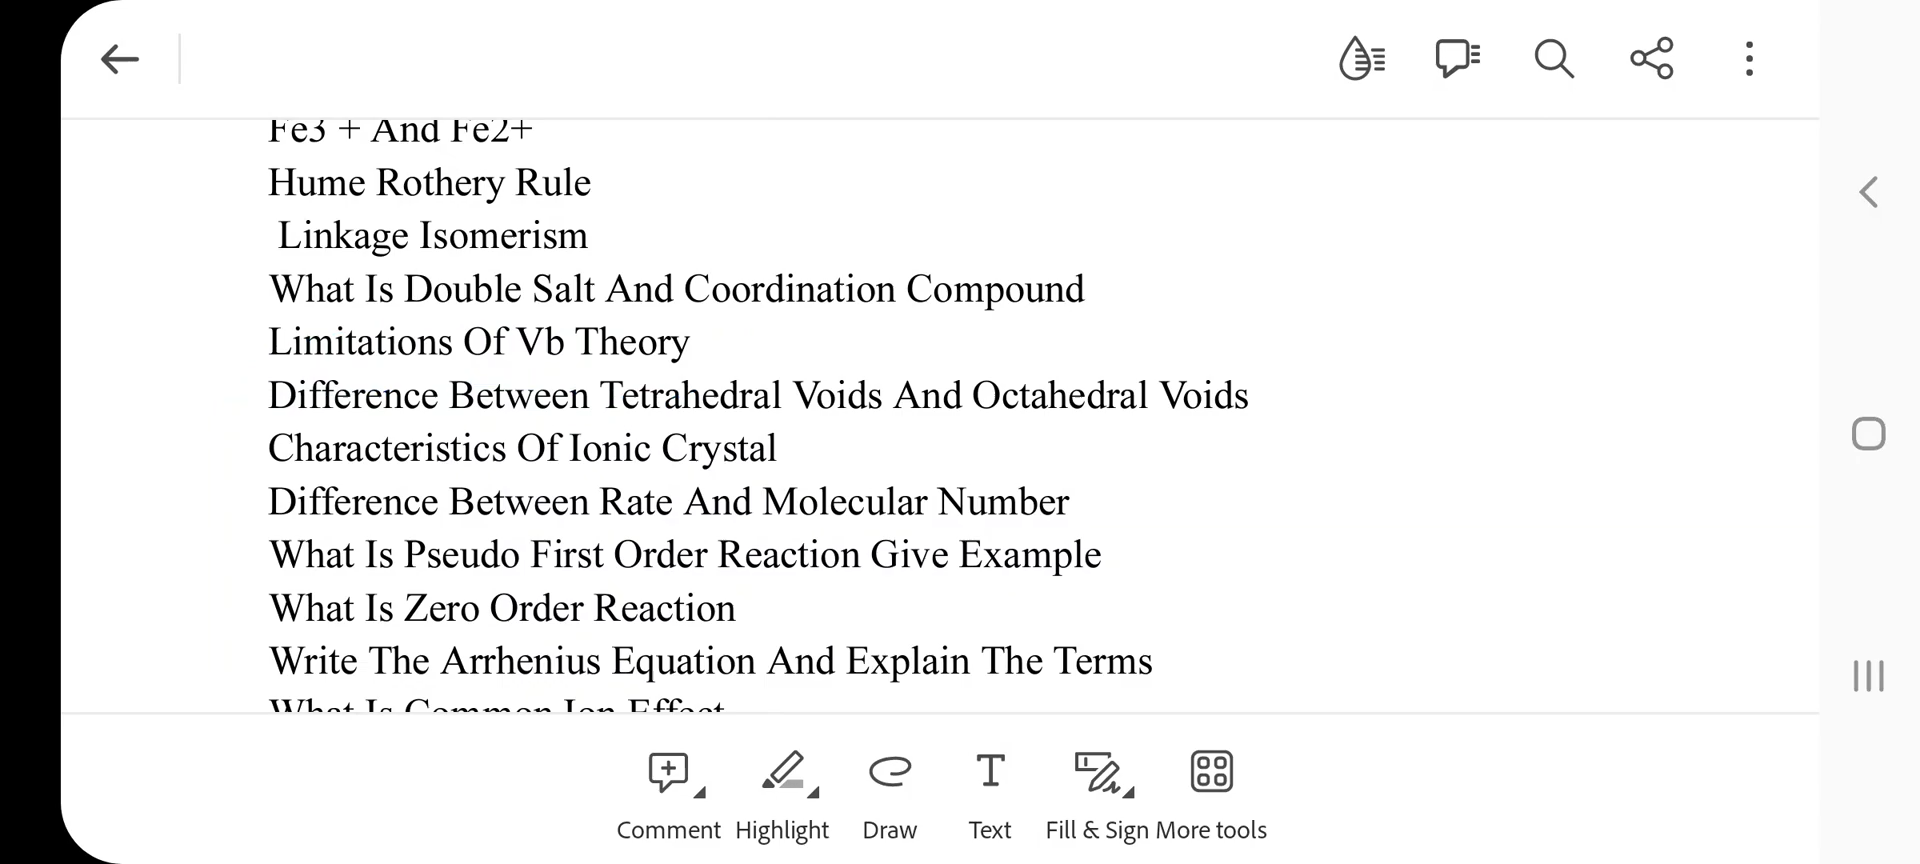 Fe3 + And Fe2+
Hume Rothery Rule
Linkage Isomerism
What Is Double Salt And Coordination Compound
Limitations Of Vb Theory
Difference Between Tetrahedral Voids And Octahedral Voids
Characteristics Of Ionic Crystal
Difference Between Rate And Molecular Number
What Is Pseudo First Order Reaction Give Example
What Is Zero Order Reaction
Write The Arrhenius Equation And Explain The Terms
What Is Common Ion Effect
Comment Highlight Draw Text Fill & Sign More tools